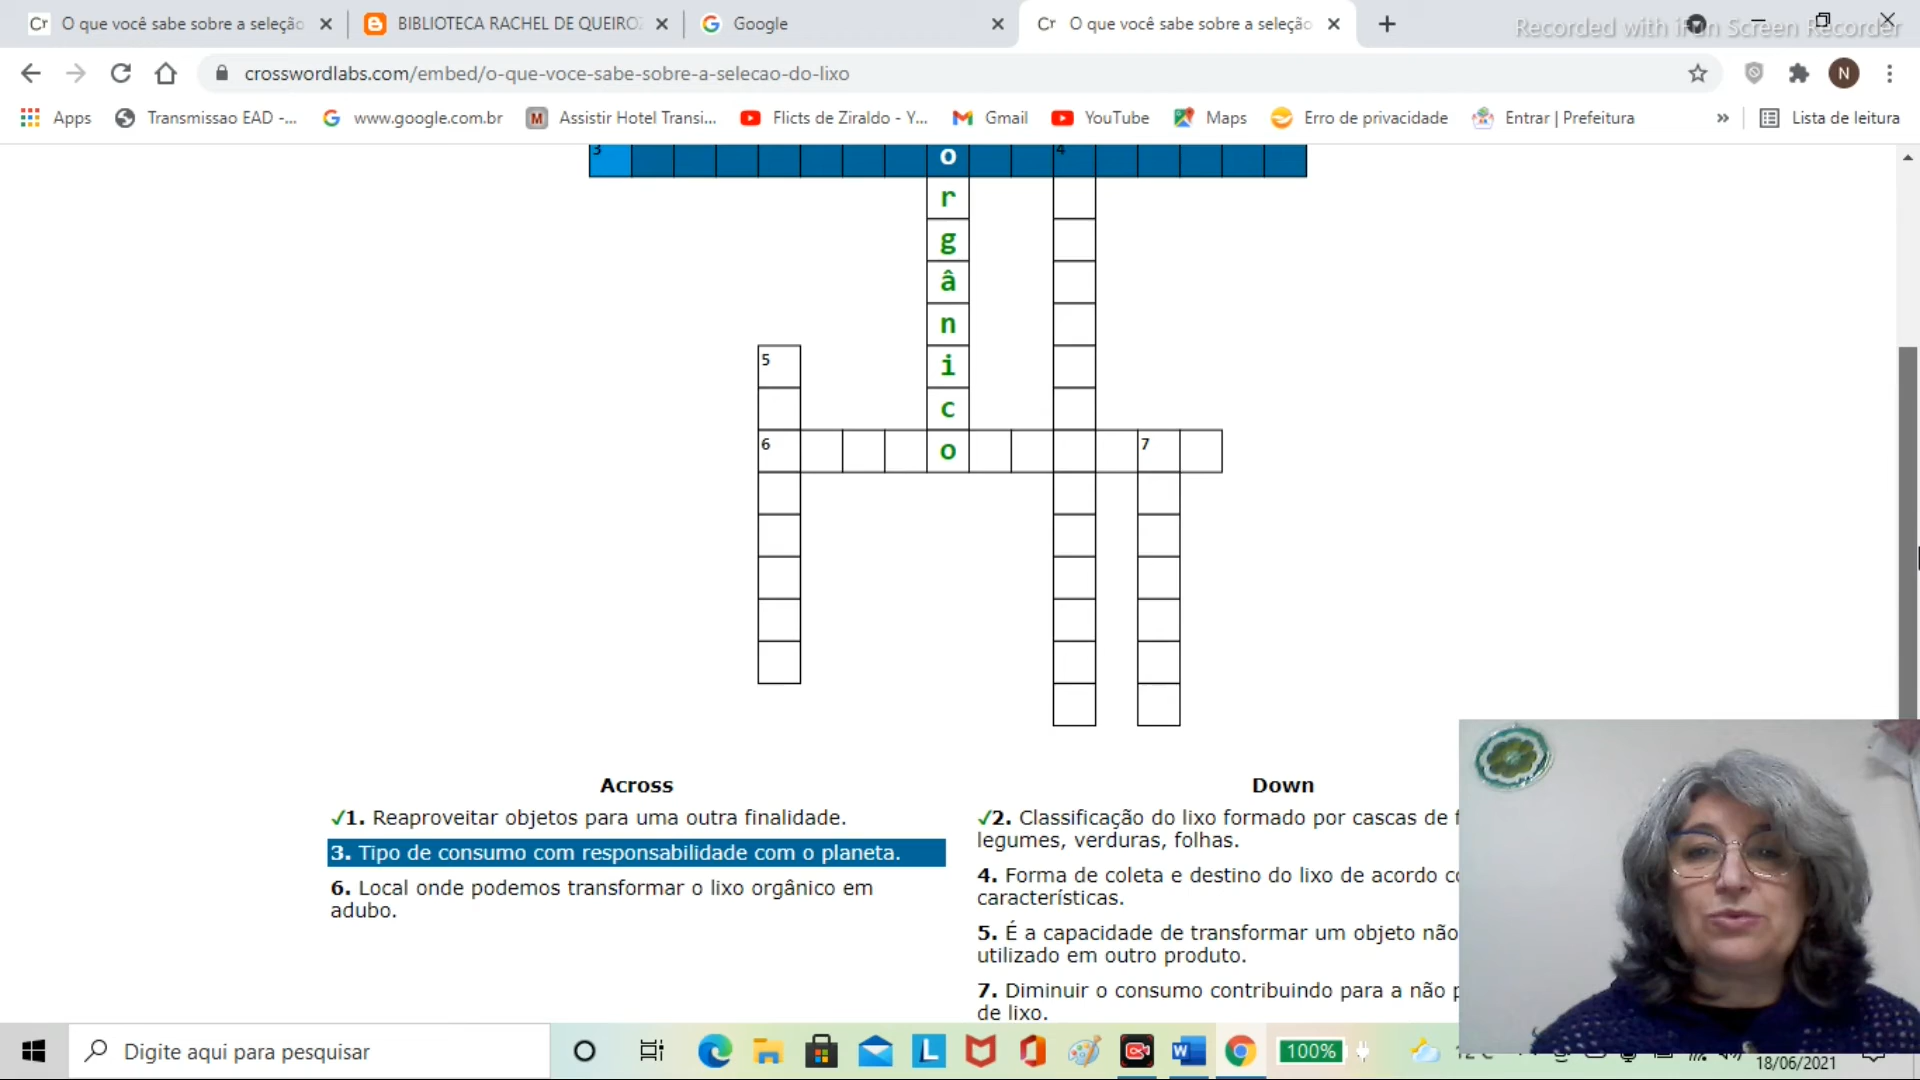 O que você sabe sobre a seleção
BIBLIOTECA RACHEL DE QUEIROZ
Google
O que você sabe sobre a seleção
Recorded with iFun Screen Recorder
crosswordlabs.com/embed/o-que-voce-sabe-sobre-a-selecao-do-lixo
N
Apps
Transmissao EAD -...
www.google.com.br
Assistir Hotel Transi...
Flicts de Ziraldo - Y...
Gmail
YouTube
Maps
Erro de privacidade
Entrar | Prefeitura
»
Lista de leitura
3 o 4
r
g
â
n
5 i
c
6 o 7
Across
✓1. Reaproveitar objetos para uma outra finalidade.
3. Tipo de consumo com responsabilidade com o planeta.
6. Local onde podemos transformar o lixo orgânico em
adubo.
Down
✓2. Classificação do lixo formado por cascas de
legumes, verduras, folhas.
4. Forma de coleta e destino do lixo de acordo
características.
5. É a capacidade de transformar um objeto não
utilizado em outro produto.
7. Diminuir o consumo contribuindo para a não
de lixo.
Digite aqui para pesquisar
100%
12°C
18/06/2021